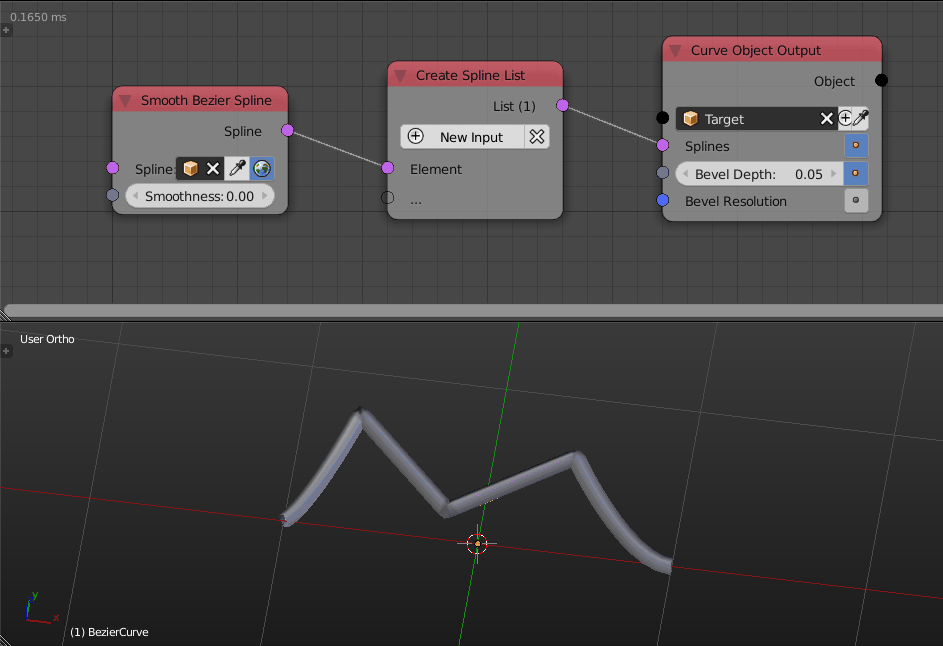 0.1650 ms
Smooth Bezier Spline
Spline
Spline:
Smoothness: 0.00
Create Spline List
List (1)
New Input
Element
...
Curve Object Output
Object
Target
Splines
Bevel Depth: 0.05
Bevel Resolution
User Ortho
y
x
(1) BezierCurve